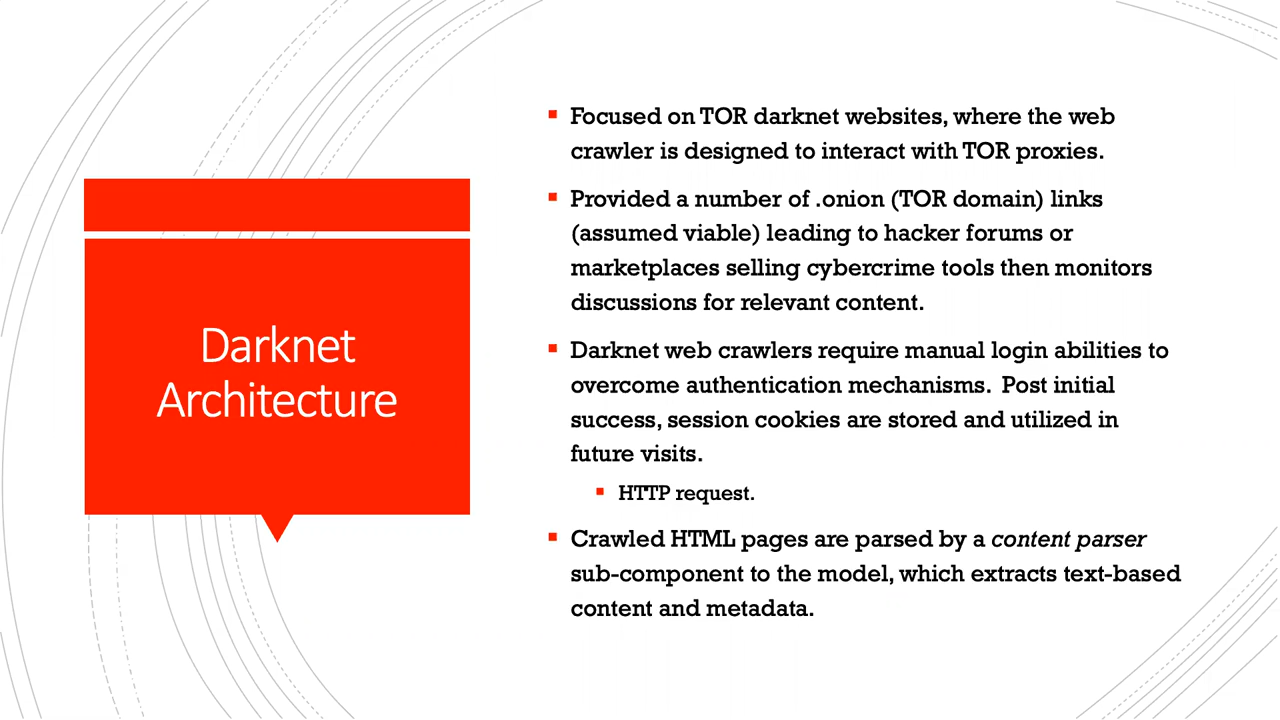 Darknet
Architecture
Focused on TOR darknet websites, where the web
crawler is designed to interact with TOR proxies.
Provided a number of .onion (TOR domain) links
(assumed viable) leading to hacker forums or
marketplaces selling cybercrime tools then monitors
discussions for relevant content.
Darknet web crawlers require manual login abilities to
overcome authentication mechanisms.  Post initial
success, session cookies are stored and utilized in
future visits.
HTTP request.
Crawled HTML pages are parsed by a content parser
sub-component to the model, which extracts text-based
content and metadata.